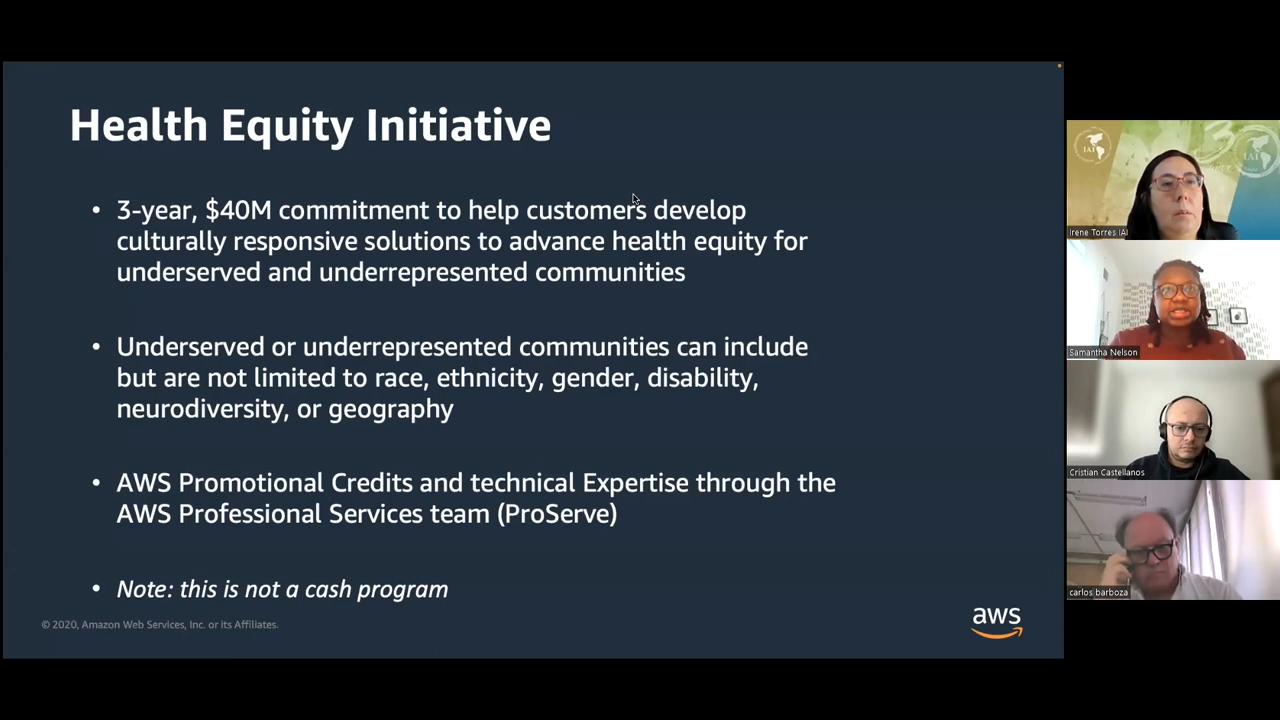 Health Equity Initiative
• 3-year, $40M commitment to help customers develop
culturally responsive solutions to advance health equity for
underserved and underrepresented communities
• Underserved or underrepresented communities can include
but are not limited to race, ethnicity, gender, disability,
neurodiversity, or geography
• AWS Promotional Credits and technical Expertise through the
AWS Professional Services team (ProServe)
• Note: this is not a cash program
© 2020, Amazon Web Services, Inc. or its Affiliates.
aws
IAI
IAI
Irene Torres IAI
Samantha Nelson
Cristian Castellanos
carlos barboza